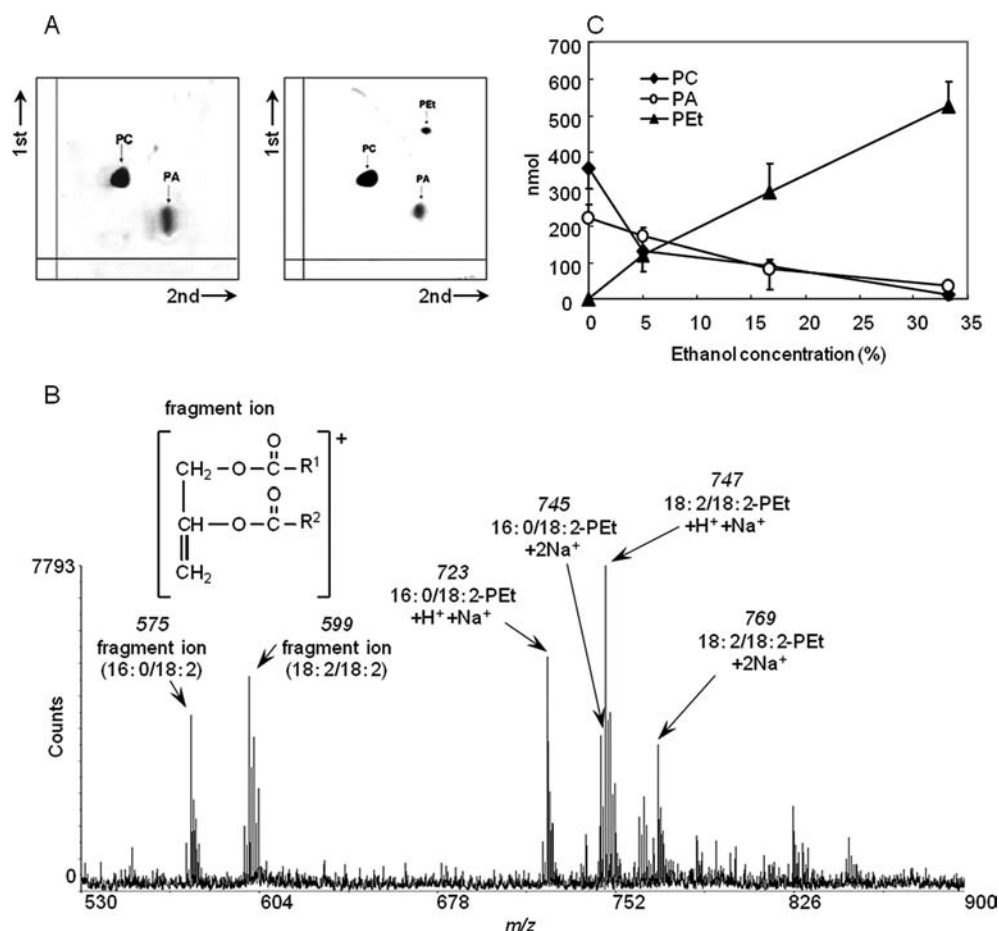 A
1st
PC
PA
2nd
1st
PEt
PC
PA
2nd
C
700
600
500
400
300
200
100
0
nmol
PC
PA
PEt
0 5 10 15 20 25 30 35
Ethanol concentration (%)
B
fragment ion
+
O
CH2 – O – C – R1
O
CH – O – C – R2
CH2
7793
Counts
0
575
fragment ion
(16:0/18:2)
599
fragment ion
(18:2/18:2)
723
16:0/18:2-PEt
+H+ +Na+
745
16:0/18:2-PEt
+2Na+
747
18:2/18:2-PEt
+H+ +Na+
769
18:2/18:2-PEt
+2Na+
530 604 678 752 826 900
m/z